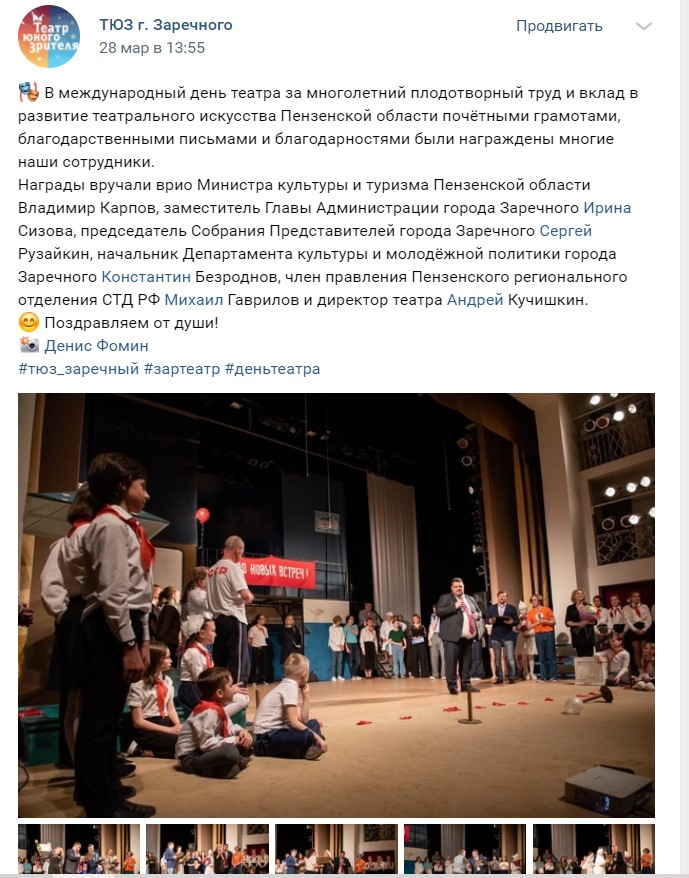 Театр
юного
зрителя
ТЮЗ г. Заречного
28 мар в 13:55
Продвигать
В международный день театра за многолетний плодотворный труд и вклад в
развитие театрального искусства Пензенской области почётными грамотами,
благодарственными письмами и благодарностями были награждены многие
наши сотрудники.
Награды вручали врио Министра культуры и туризма Пензенской области
Владимир Карпов, заместитель Главы Администрации города Заречного Ирина
Сизова, председатель Собрания Представителей города Заречного Сергей
Рузайкин, начальник Департамента культуры и молодёжной политики города
Заречного Константин Безроднов, член правления Пензенского регионального
отделения СТД РФ Михаил Гаврилов и директор театра Андрей Кучишкин.
Поздравляем от души!
Денис Фомин
#тюз_заречный #зартеатр #деньтеатра
НОВЫХ ВСТРЕЧ!